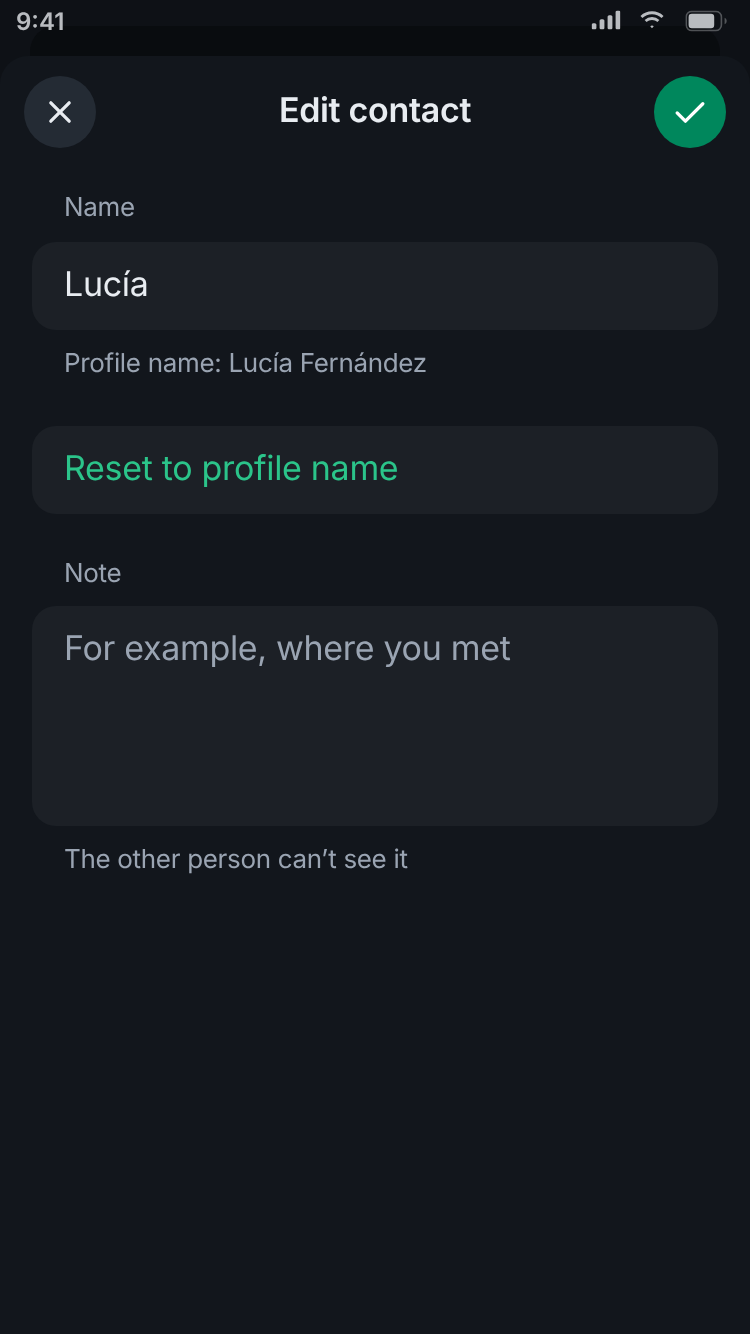 9:41
Edit contact
Name
Lucía
Profile name: Lucía Fernández
Reset to profile name
Note
For example, where you met
The other person can’t see it